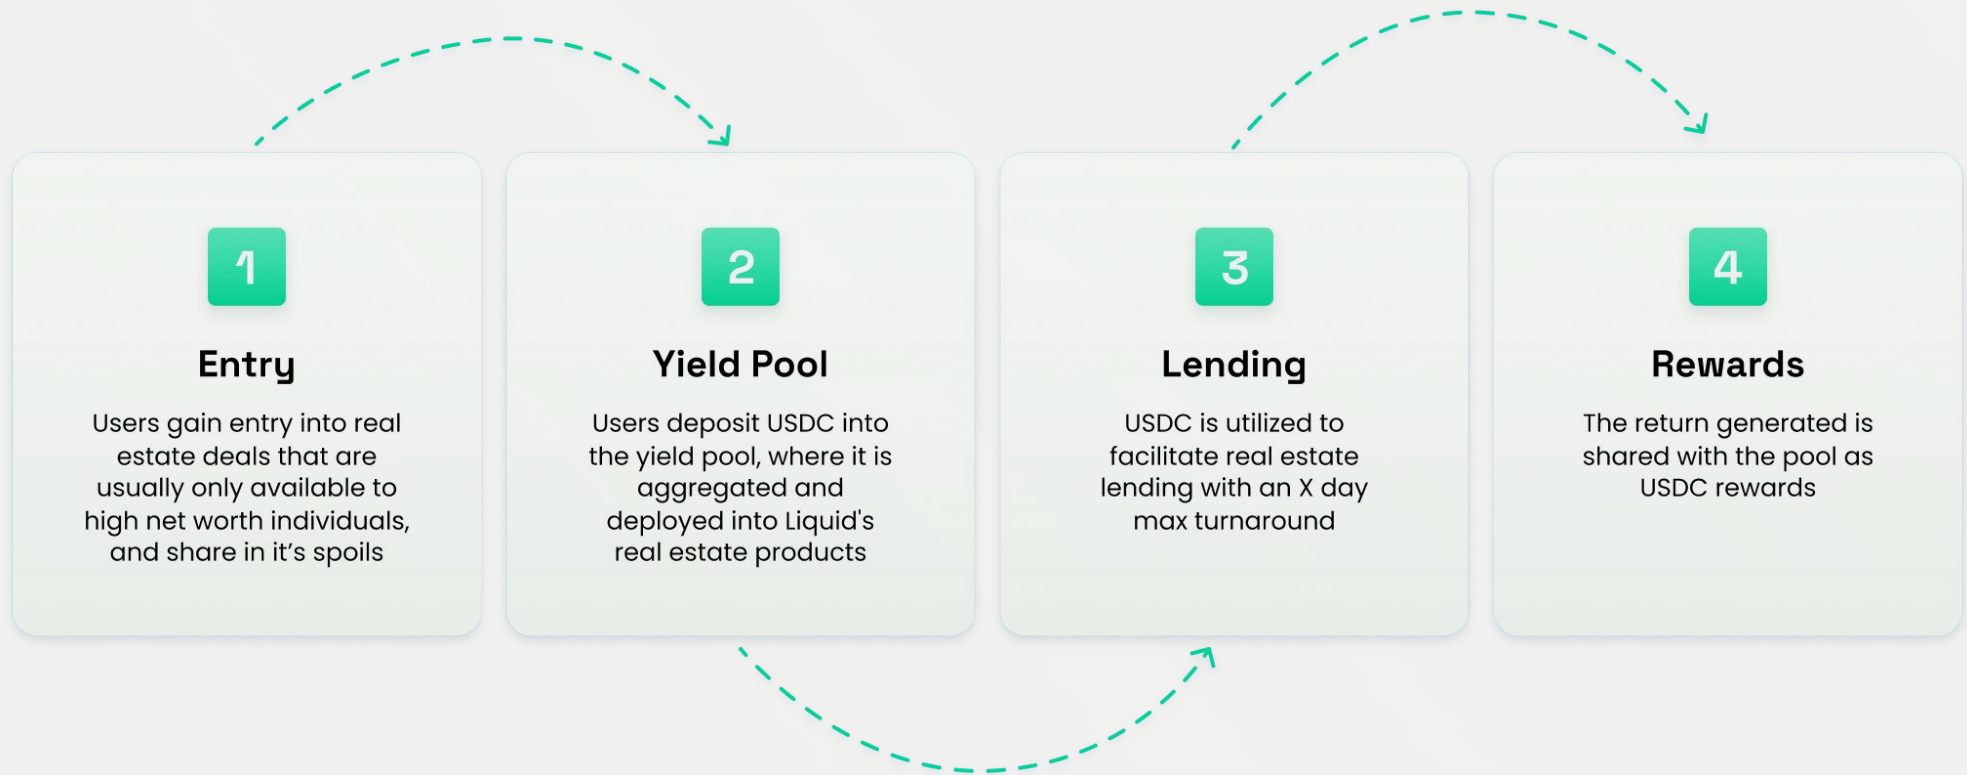 1
Entry
Users gain entry into real
estate deals that are
usually only available to
high net worth individuals,
and share in it’s spoils
2
Yield Pool
Users deposit USDC into
the yield pool, where it is
aggregated and
deployed into Liquid's
real estate products
3
Lending
USDC is utilized to
facilitate real estate
lending with an X day
max turnaround
4
Rewards
The return generated is
shared with the pool as
USDC rewards